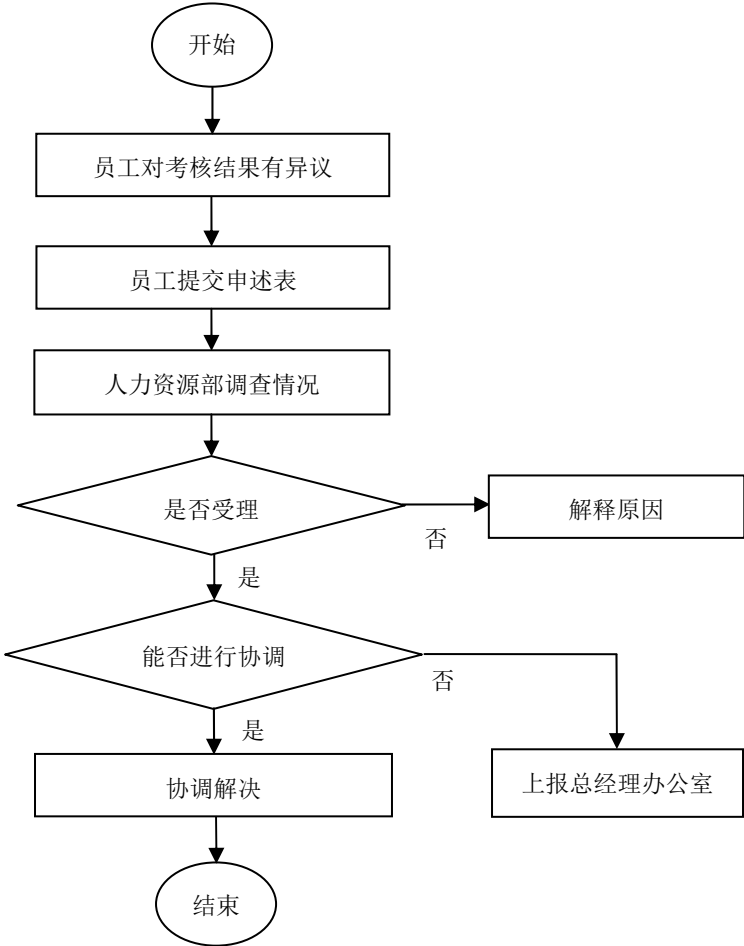 开始
员工对考核结果有异议
员工提交申述表
人力资源部调查情况
是否受理
解释原因
否
是
能否进行协调
否
是
协调解决
上报总经理办公室
结束